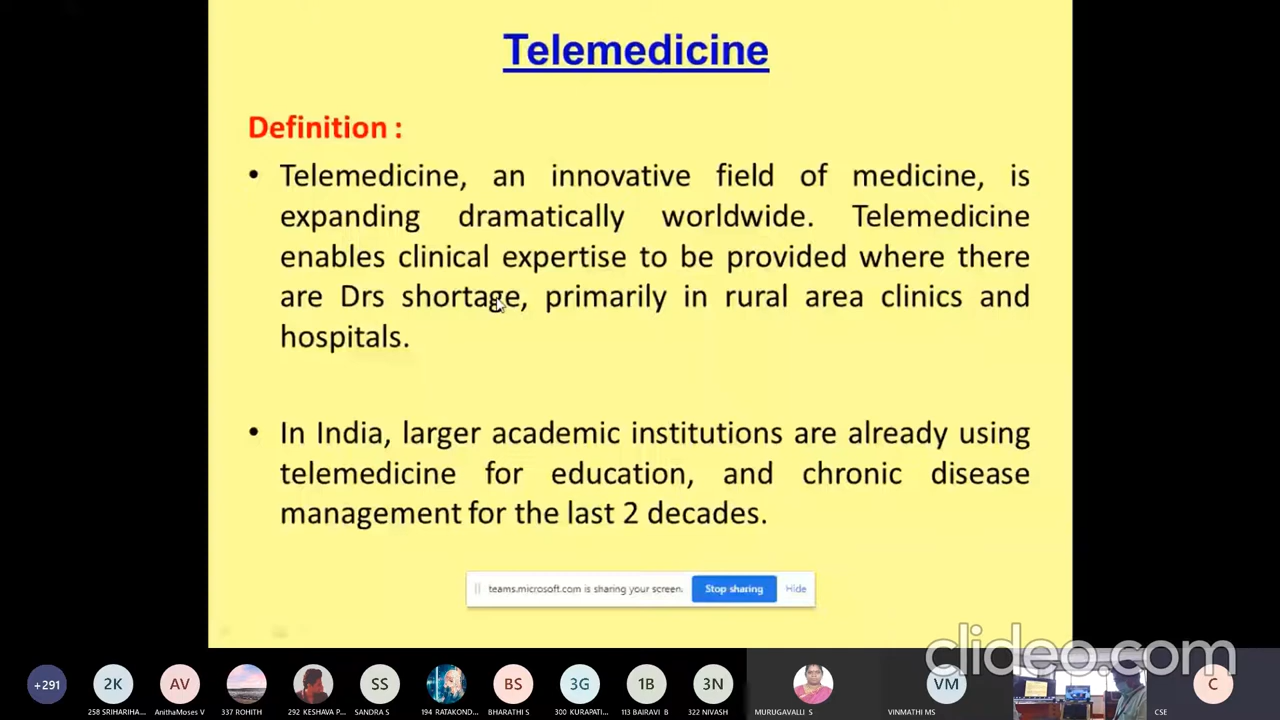 Telemedicine
Definition :
• Telemedicine, an innovative field of medicine, is
expanding dramatically worldwide. Telemedicine
enables clinical expertise to be provided where there
are Drs shortage, primarily in rural area clinics and
hospitals.
• In India, larger academic institutions are already using
telemedicine for education, and chronic disease
management for the last 2 decades.
teams.microsoft.com is sharing your screen. Stop sharing Hide
clideo.com
+291 2K AV SS BS 3G 1B 3N VM C
258 SRIHARIHA... AnithaMoses V 337 ROHITH 292 KESHAVA P... SANDRA S 194 RATAKOND... BHARATHI S 300 KURAPATI... 113 BAIRAVI B 322 NIVASH MURUGAVALLI S VINMATHI MS CSE